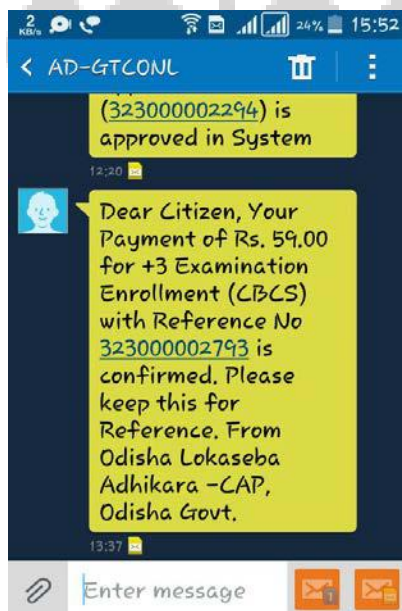 2
KB/s
24% 15:52
< AD-GTCONL
(323000002294) is
approved in System
12:20
Dear Citizen, Your
Payment of Rs. 59.00
for +3 Examination
Enrollment (CBCS)
with Reference No
323000002793 is
confirmed. Please
keep this for
Reference. From
Odisha Lokaseba
Adhikara -CAP,
Odisha Govt.
13:37
Enter message
1